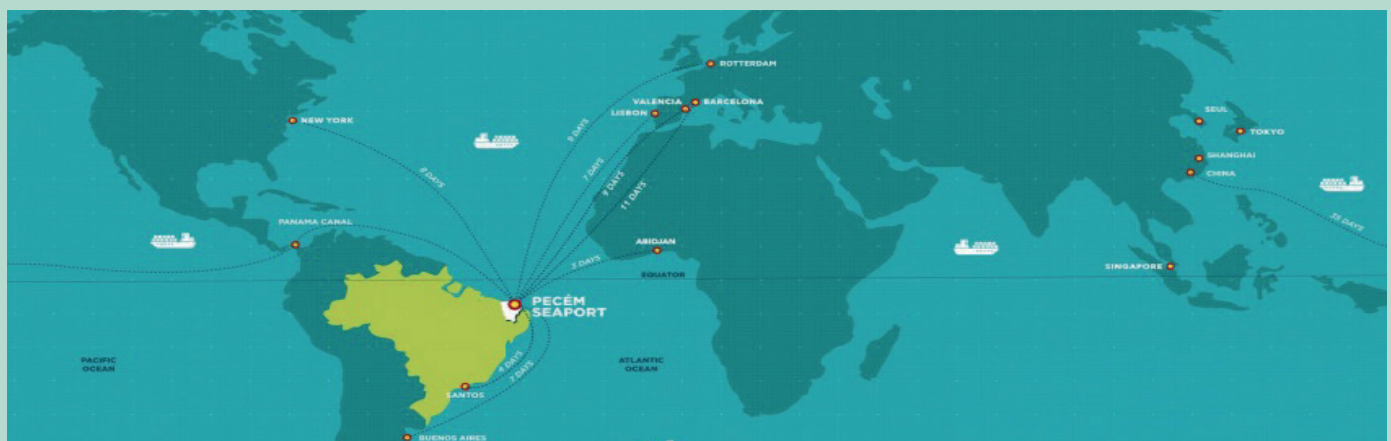 ROTTERDAM
VALENCIA
BARCELONA
LISBON
NEW YORK
SEUL
TOKYO
SHANGHAI
CHINA
35 DAYS
9 DAYS
7 DAYS
9 DAYS
11 DAYS
8 DAYS
PANAMA CANAL
ABIDJAN
5 DAYS
EQUATOR
SINGAPORE
PECÉM
SEAPORT
PACIFIC
OCEAN
ATLANTIC
OCEAN
4 DAYS
7 DAYS
SANTOS
BUENOS AIRES